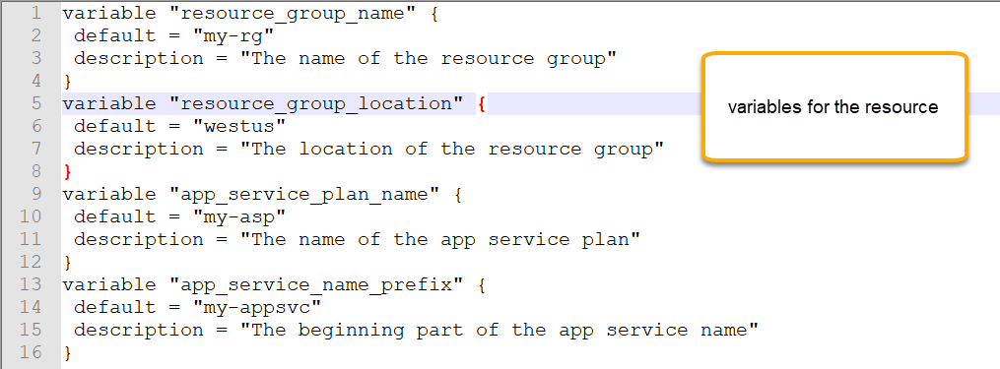 1 variable "resource_group_name" {
2 default = "my-rg"
3 description = "The name of the resource group"
4 }
5 variable "resource_group_location" {
6 default = "westus"
7 description = "The location of the resource group"
8 }
9 variable "app_service_plan_name" {
10 default = "my-asp"
11 description = "The name of the app service plan"
12 }
13 variable "app_service_name_prefix" {
14 default = "my-appsvc"
15 description = "The beginning part of the app service name"
16 }
variables for the resource